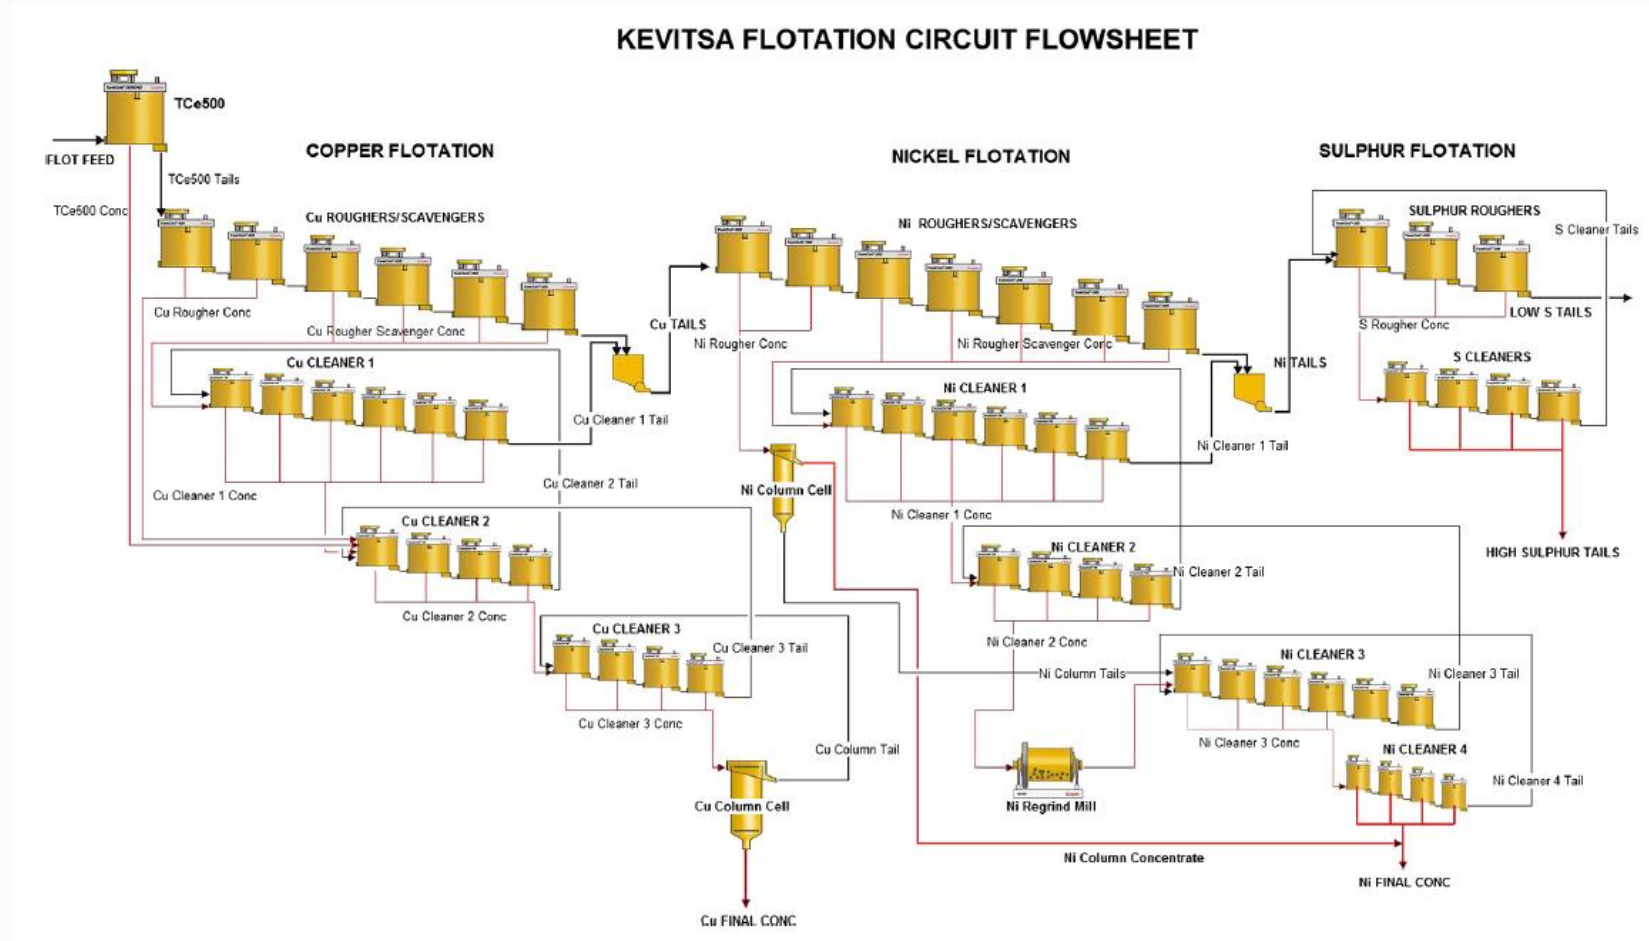 KEVITSA FLOTATION CIRCUIT FLOWSHEET
TCe500
FLOT FEED
TCe500 Tails
TCe500 Conc
COPPER FLOTATION
Cu ROUGHERS/SCAVENGERS
Cu Rougher Conc
Cu Rougher Scavenger Conc
Cu TAILS
Cu CLEANER 1
Cu Cleaner 1 Tail
Cu Cleaner 1 Conc
Cu Cleaner 2 Tail
Cu CLEANER 2
Cu Cleaner 2 Conc
Cu CLEANER 3
Cu Cleaner 3 Tail
Cu Cleaner 3 Conc
Cu Column Tail
Cu Column Cell
Cu FINAL CONC
NICKEL FLOTATION
Ni ROUGHERS/SCAVENGERS
Ni Rougher Conc
Ni Rougher Scavenger Conc
Ni TAILS
Ni CLEANER 1
Ni Cleaner 1 Tail
Ni Column Cell
Ni Cleaner 1 Conc
Ni CLEANER 2
Ni Cleaner 2 Tail
Ni Cleaner 2 Conc
Ni Column Tails
Ni CLEANER 3
Ni Cleaner 3 Tail
Ni Cleaner 3 Conc
Ni CLEANER 4
Ni Cleaner 4 Tail
Ni Regrind Mill
Ni Column Concentrate
Ni FINAL CONC
SULPHUR FLOTATION
SULPHUR ROUGHERS
S Cleaner Tails
LOW S TAILS
S Rougher Conc
S CLEANERS
HIGH SULPHUR TAILS